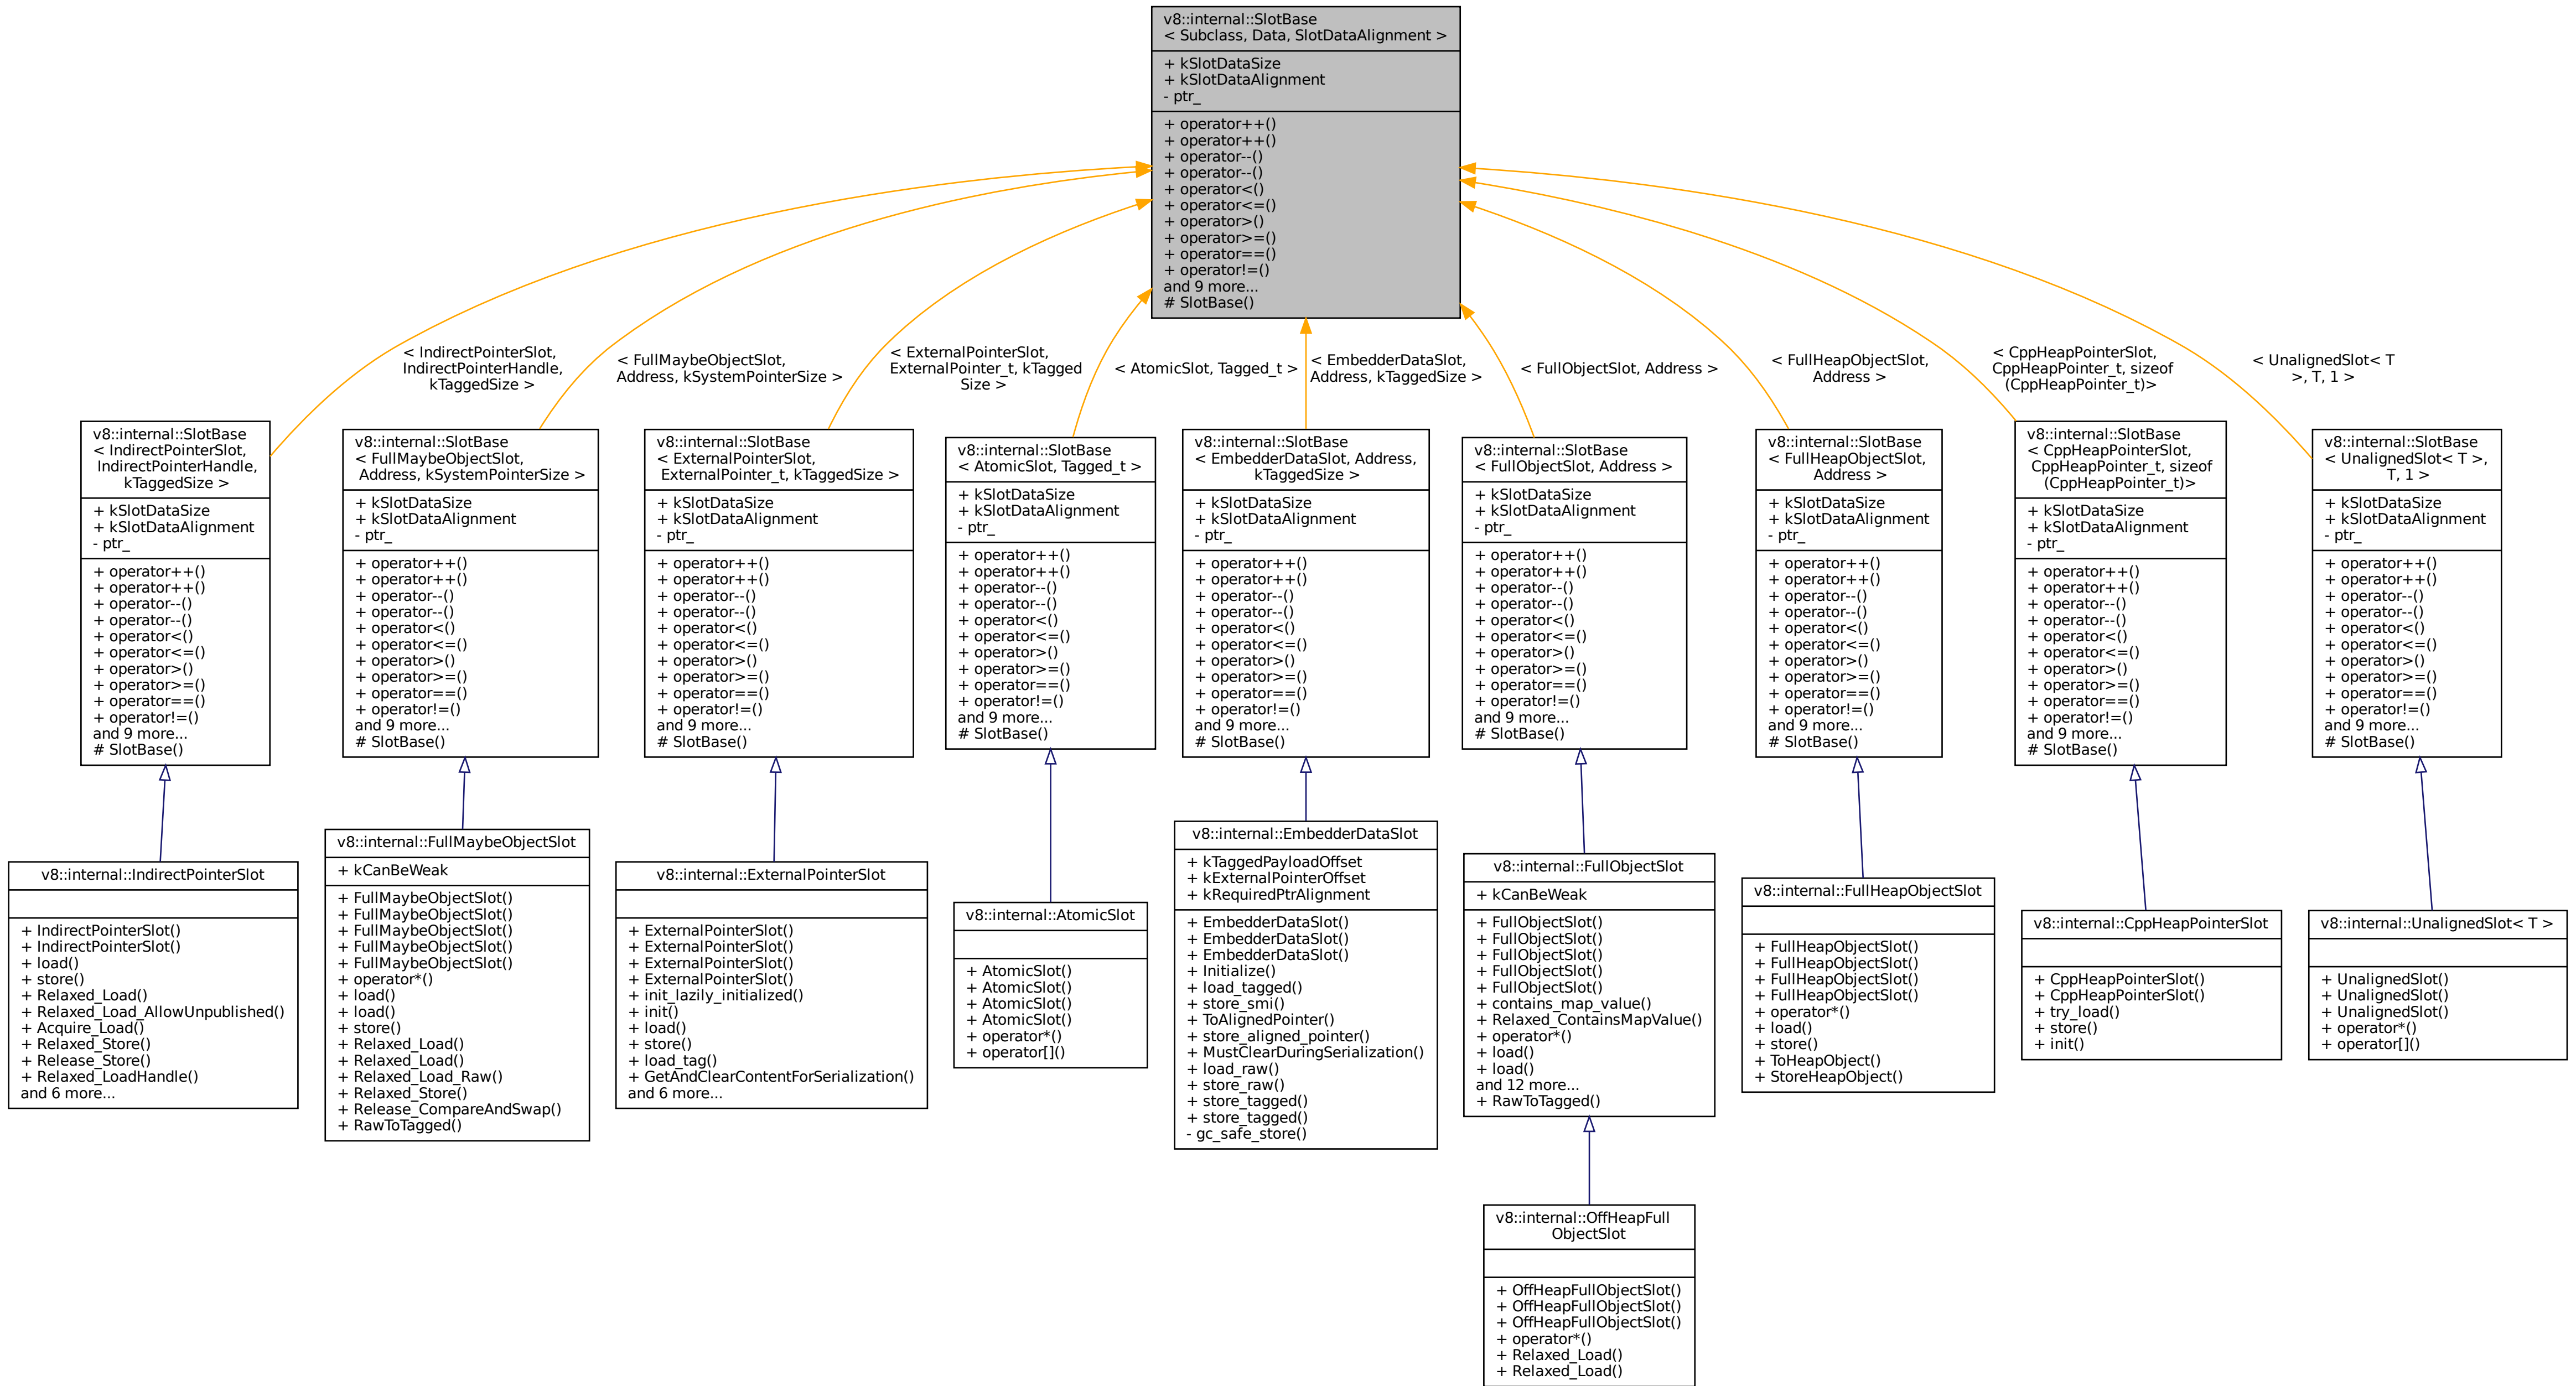 v8::internal::SlotBase
< Subclass, Data, SlotDataAlignment >
+ kSlotDataSize
+ kSlotDataAlignment
- ptr_
+ operator++()
+ operator++()
+ operator--()
+ operator--()
+ operator<()
+ operator<=()
+ operator>()
+ operator>=()
+ operator==()
+ operator!=()
and 9 more...
# SlotBase()
< IndirectPointerSlot,
IndirectPointerHandle,
kTaggedSize >
< FullMaybeObjectSlot,
Address, kSystemPointerSize >
< ExternalPointerSlot,
ExternalPointer_t, kTagged
Size >
< AtomicSlot, Tagged_t >
< EmbedderDataSlot,
Address, kTaggedSize >
< FullObjectSlot, Address >
< FullHeapObjectSlot,
Address >
< CppHeapPointerSlot,
CppHeapPointer_t, sizeof
(CppHeapPointer_t)>
< UnalignedSlot< T
>, T, 1 >
v8::internal::SlotBase
< IndirectPointerSlot,
IndirectPointerHandle,
kTaggedSize >
+ kSlotDataSize
+ kSlotDataAlignment
- ptr_
+ operator++()
+ operator++()
+ operator--()
+ operator--()
+ operator<()
+ operator<=()
+ operator>()
+ operator>=()
+ operator==()
+ operator!=()
and 9 more...
# SlotBase()
v8::internal::SlotBase
< FullMaybeObjectSlot,
Address, kSystemPointerSize >
+ kSlotDataSize
+ kSlotDataAlignment
- ptr_
+ operator++()
+ operator++()
+ operator--()
+ operator--()
+ operator<()
+ operator<=()
+ operator>()
+ operator>=()
+ operator==()
+ operator!=()
and 9 more...
# SlotBase()
v8::internal::SlotBase
< ExternalPointerSlot,
ExternalPointer_t, kTaggedSize >
+ kSlotDataSize
+ kSlotDataAlignment
- ptr_
+ operator++()
+ operator++()
+ operator--()
+ operator--()
+ operator<()
+ operator<=()
+ operator>()
+ operator>=()
+ operator==()
+ operator!=()
and 9 more...
# SlotBase()
v8::internal::SlotBase
< AtomicSlot, Tagged_t >
+ kSlotDataSize
+ kSlotDataAlignment
- ptr_
+ operator++()
+ operator++()
+ operator--()
+ operator--()
+ operator<()
+ operator<=()
+ operator>()
+ operator>=()
+ operator==()
+ operator!=()
and 9 more...
# SlotBase()
v8::internal::SlotBase
< EmbedderDataSlot, Address,
kTaggedSize >
+ kSlotDataSize
+ kSlotDataAlignment
- ptr_
+ operator++()
+ operator++()
+ operator--()
+ operator--()
+ operator<()
+ operator<=()
+ operator>()
+ operator>=()
+ operator==()
+ operator!=()
and 9 more...
# SlotBase()
v8::internal::SlotBase
< FullObjectSlot, Address >
+ kSlotDataSize
+ kSlotDataAlignment
- ptr_
+ operator++()
+ operator++()
+ operator--()
+ operator--()
+ operator<()
+ operator<=()
+ operator>()
+ operator>=()
+ operator==()
+ operator!=()
and 9 more...
# SlotBase()
v8::internal::SlotBase
< FullHeapObjectSlot,
Address >
+ kSlotDataSize
+ kSlotDataAlignment
- ptr_
+ operator++()
+ operator++()
+ operator--()
+ operator--()
+ operator<()
+ operator<=()
+ operator>()
+ operator>=()
+ operator==()
+ operator!=()
and 9 more...
# SlotBase()
v8::internal::SlotBase
< CppHeapPointerSlot,
CppHeapPointer_t, sizeof
(CppHeapPointer_t)>
+ kSlotDataSize
+ kSlotDataAlignment
- ptr_
+ operator++()
+ operator++()
+ operator--()
+ operator--()
+ operator<()
+ operator<=()
+ operator>()
+ operator>=()
+ operator==()
+ operator!=()
and 9 more...
# SlotBase()
v8::internal::SlotBase
< UnalignedSlot< T >,
T, 1 >
+ kSlotDataSize
+ kSlotDataAlignment
- ptr_
+ operator++()
+ operator++()
+ operator--()
+ operator--()
+ operator<()
+ operator<=()
+ operator>()
+ operator>=()
+ operator==()
+ operator!=()
and 9 more...
# SlotBase()
v8::internal::IndirectPointerSlot
+ IndirectPointerSlot()
+ IndirectPointerSlot()
+ load()
+ store()
+ Relaxed_Load()
+ Relaxed_Load_AllowUnpublished()
+ Acquire_Load()
+ Relaxed_Store()
+ Release_Store()
+ Relaxed_LoadHandle()
and 6 more...
v8::internal::FullMaybeObjectSlot
+ kCanBeWeak
+ FullMaybeObjectSlot()
+ FullMaybeObjectSlot()
+ FullMaybeObjectSlot()
+ FullMaybeObjectSlot()
+ FullMaybeObjectSlot()
+ operator*()
+ load()
+ load()
+ store()
+ Relaxed_Load()
+ Relaxed_Load()
+ Relaxed_Load_Raw()
+ Relaxed_Store()
+ Release_CompareAndSwap()
+ RawToTagged()
v8::internal::ExternalPointerSlot
+ ExternalPointerSlot()
+ ExternalPointerSlot()
+ ExternalPointerSlot()
+ ExternalPointerSlot()
+ init_lazily_initialized()
+ init()
+ load()
+ store()
+ load_tag()
+ GetAndClearContentForSerialization()
and 6 more...
v8::internal::AtomicSlot
+ AtomicSlot()
+ AtomicSlot()
+ AtomicSlot()
+ AtomicSlot()
+ operator*()
+ operator[]()
v8::internal::EmbedderDataSlot
+ kTaggedPayloadOffset
+ kExternalPointerOffset
+ kRequiredPtrAlignment
+ EmbedderDataSlot()
+ EmbedderDataSlot()
+ EmbedderDataSlot()
+ Initialize()
+ load_tagged()
+ store_smi()
+ ToAlignedPointer()
+ store_aligned_pointer()
+ MustClearDuringSerialization()
+ load_raw()
+ store_raw()
+ store_tagged()
+ store_tagged()
- gc_safe_store()
v8::internal::FullObjectSlot
+ kCanBeWeak
+ FullObjectSlot()
+ FullObjectSlot()
+ FullObjectSlot()
+ FullObjectSlot()
+ FullObjectSlot()
+ contains_map_value()
+ Relaxed_ContainsMapValue()
+ operator*()
+ load()
+ load()
and 12 more...
+ RawToTagged()
v8::internal::FullHeapObjectSlot
+ FullHeapObjectSlot()
+ FullHeapObjectSlot()
+ FullHeapObjectSlot()
+ FullHeapObjectSlot()
+ operator*()
+ load()
+ store()
+ ToHeapObject()
+ StoreHeapObject()
v8::internal::CppHeapPointerSlot
+ CppHeapPointerSlot()
+ CppHeapPointerSlot()
+ try_load()
+ store()
+ init()
v8::internal::UnalignedSlot< T >
+ UnalignedSlot()
+ UnalignedSlot()
+ UnalignedSlot()
+ operator*()
+ operator[]()
v8::internal::OffHeapFull
ObjectSlot
+ OffHeapFullObjectSlot()
+ OffHeapFullObjectSlot()
+ OffHeapFullObjectSlot()
+ operator*()
+ Relaxed_Load()
+ Relaxed_Load()